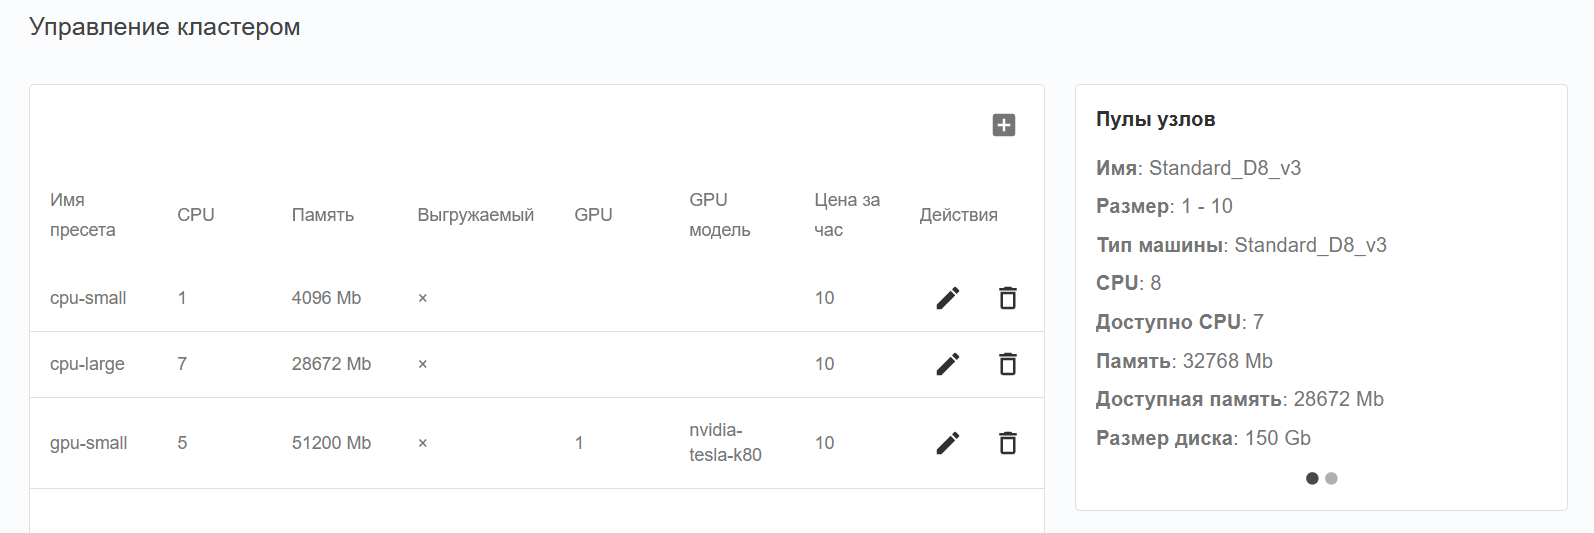 Управление кластером
Имя пресета CPU Память Выгружаемый GPU GPU модель Цена за час Действия
cpu-small 1 4096 Mb × 10
cpu-large 7 28672 Mb × 10
gpu-small 5 51200 Mb × 1 nvidia-tesla-k80 10
Пулы узлов
Имя: Standard_D8_v3
Размер: 1 - 10
Тип машины: Standard_D8_v3
CPU: 8
Доступно CPU: 7
Память: 32768 Mb
Доступная память: 28672 Mb
Размер диска: 150 Gb